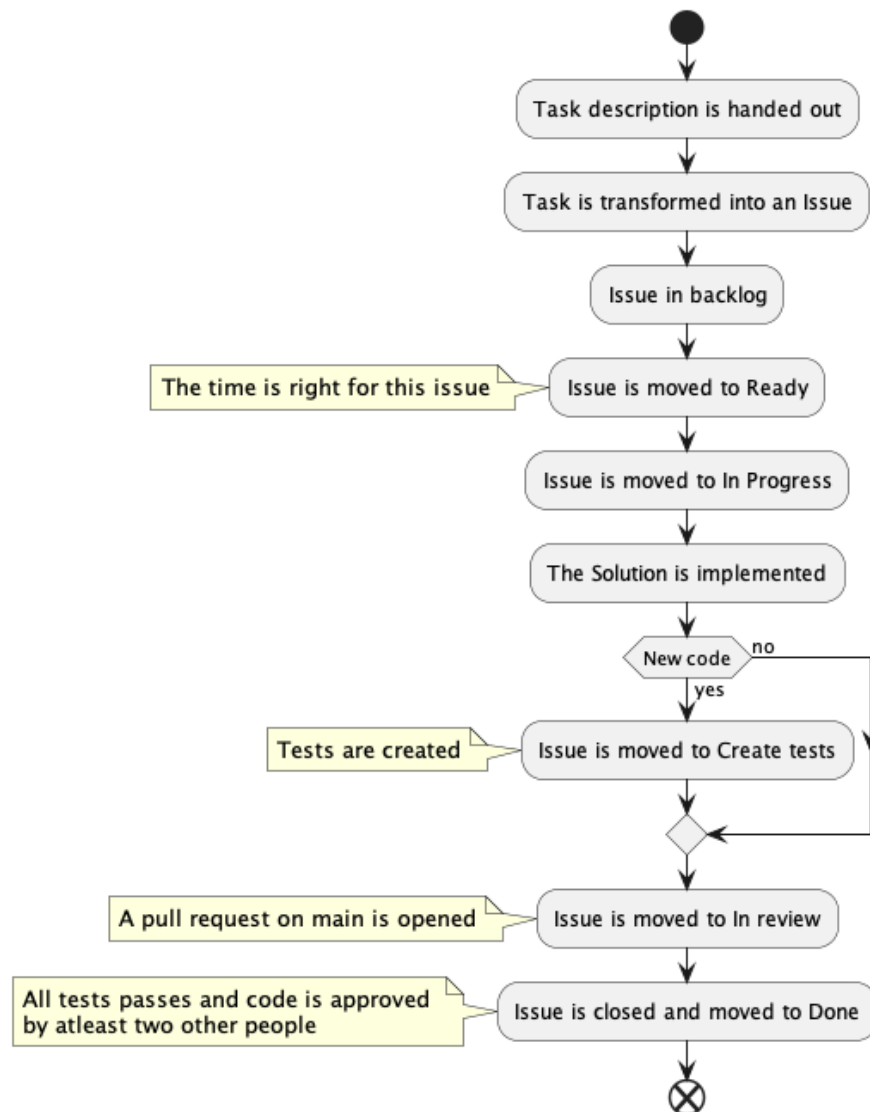 Task description is handed out
Task is transformed into an Issue
Issue in backlog
The time is right for this issue
Issue is moved to Ready
Issue is moved to In Progress
The Solution is implemented
New code
no
yes
Tests are created
Issue is moved to Create tests
A pull request on main is opened
Issue is moved to In review
All tests passes and code is approved
by atleast two other people
Issue is closed and moved to Done